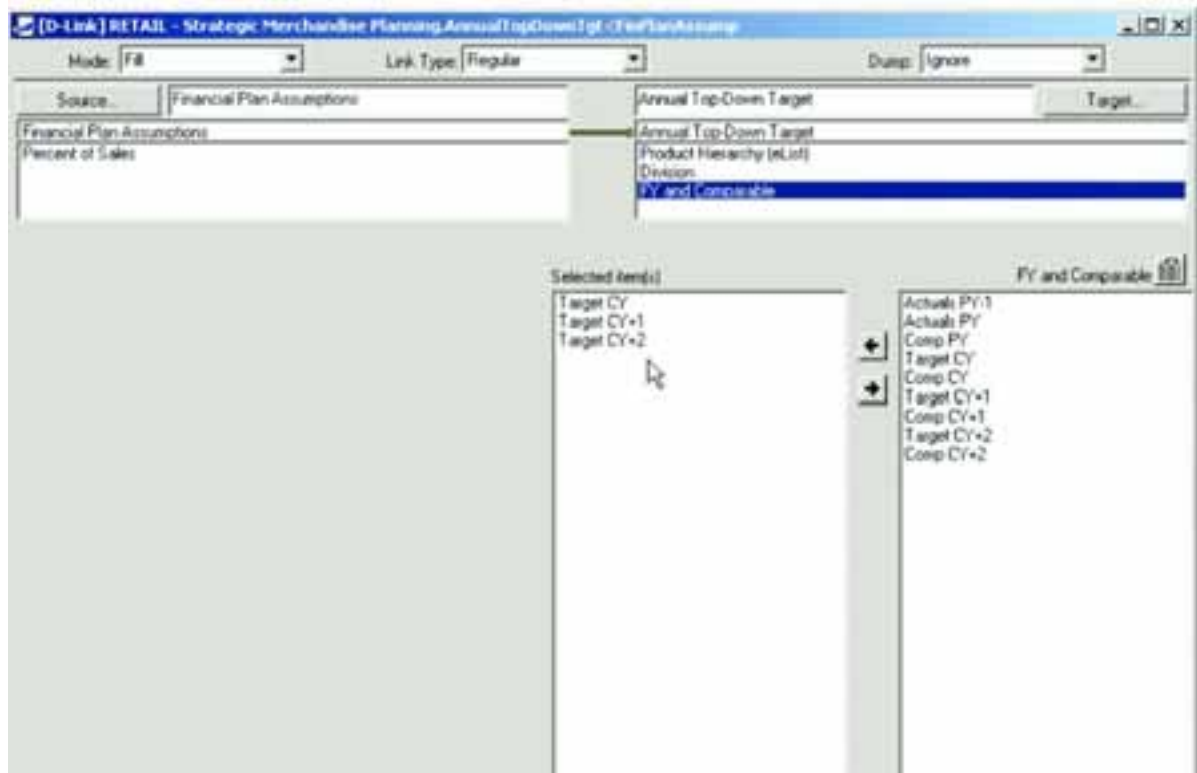 [D-Link] RETAIL - Strategic Merchandise Planning.AnnualTopDownTgt<FinPlanAssump
Mode: Fill Link Type: Regular Dump: Ignore
Source... Financial Plan Assumptions Annual Top-Down Target Target...
Financial Plan Assumptions Annual Top-Down Target
Percent of Sales Product Hierarchy (eList)
Division
FY and Comparable
Selected item(s) FY and Comparable
Target CY Actuals PY-1
Target CY+1 Actuals PY
Target CY+2 Comp PY
Target CY
Comp CY
Target CY+1
Comp CY+1
Target CY+2
Comp CY+2